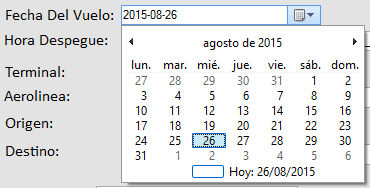 Fecha Del Vuelo: 2015-08-26
Hora Despegue:
agosto de 2015
lun. mar. mié. jue. vie. sáb. dom.
Terminal:
27 28 29 30 31 1 2
3 4 5 6 7 8 9
Aerolinea:
10 11 12 13 14 15 16
Origen:
17 18 19 20 21 22 23
24 25 26 27 28 29 30
Destino:
31 1 2 3 4 5 6
Hoy: 26/08/2015